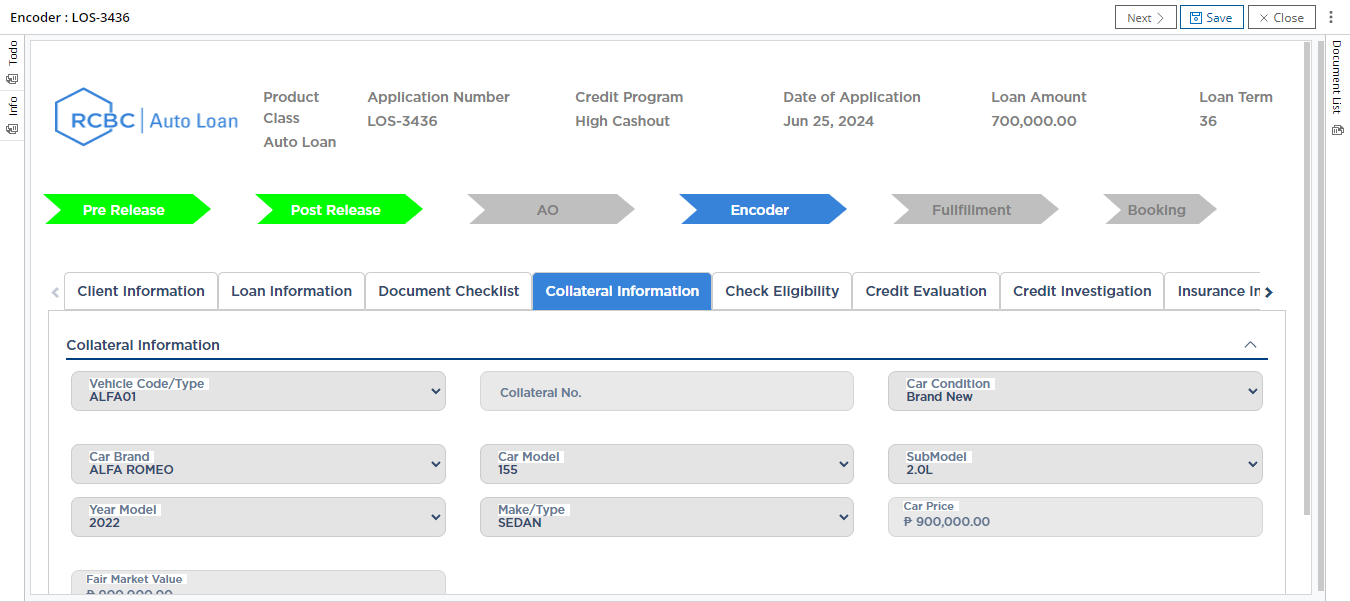 Encoder : LOS-3436
Next
Save
Close
Todo
Info
Document List
RCBC Auto Loan
Product Class
Auto Loan
Application Number
LOS-3436
Credit Program
High Cashout
Date of Application
Jun 25, 2024
Loan Amount
700,000.00
Loan Term
36
Pre Release
Post Release
AO
Encoder
Fullfillment
Booking
Client Information
Loan Information
Document Checklist
Collateral Information
Check Eligibility
Credit Evaluation
Credit Investigation
Insurance In
Collateral Information
Vehicle Code/Type
ALFA01
Collateral No.
Car Condition
Brand New
Car Brand
ALFA ROMEO
Car Model
155
SubModel
2.0L
Year Model
2022
Make/Type
SEDAN
Car Price
₱ 900,000.00
Fair Market Value